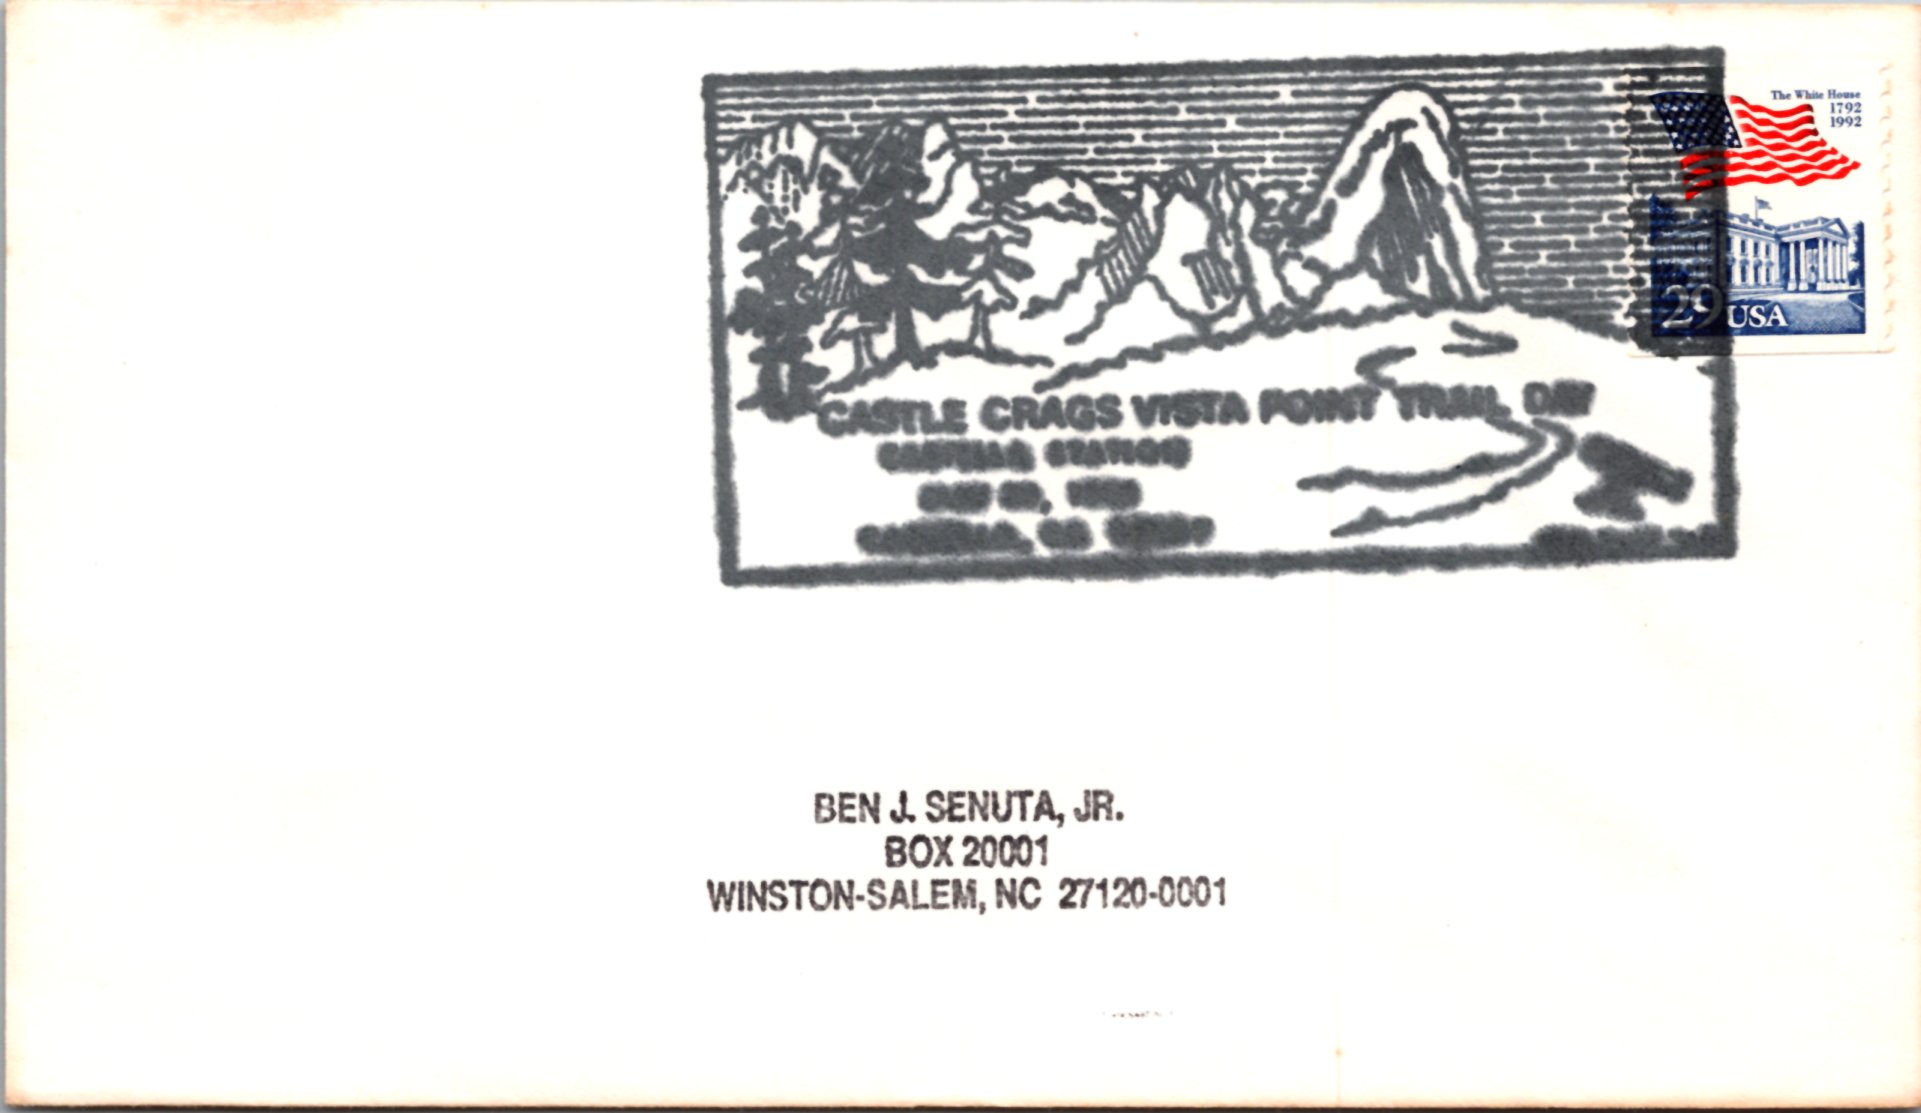 The White House
1792
1992
29 USA
CASTLE CRAGS VISTA POINT TRAIL DAY
STATION
BEN J. SENUTA, JR.
BOX 20001
WINSTON-SALEM, NC 27120-0001